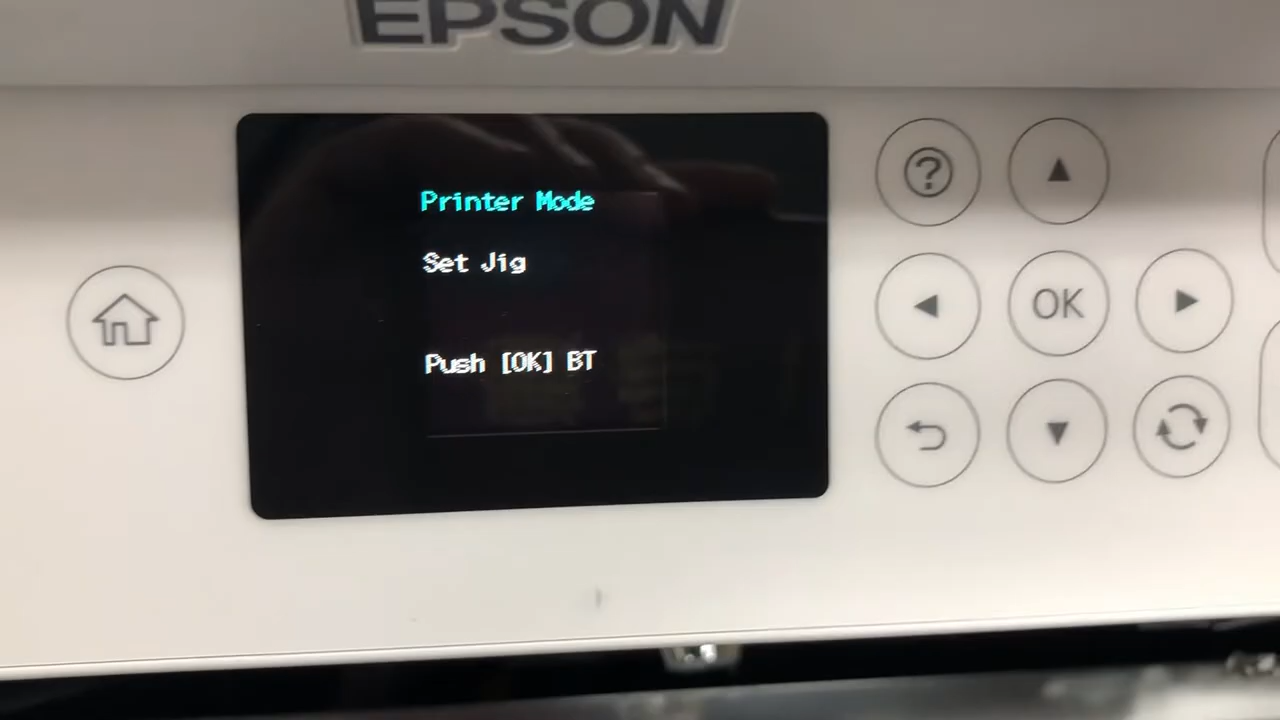 EPSON
Printer Mode
Set Jig
Push [OK] BT
?
OK